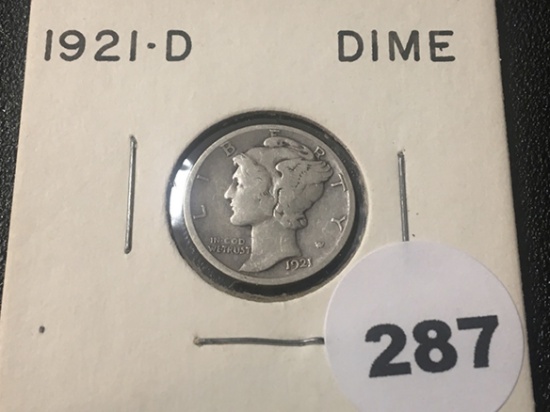 1921-D DIME
LIBERTY
IN GOD
WE TRUST
1921
287